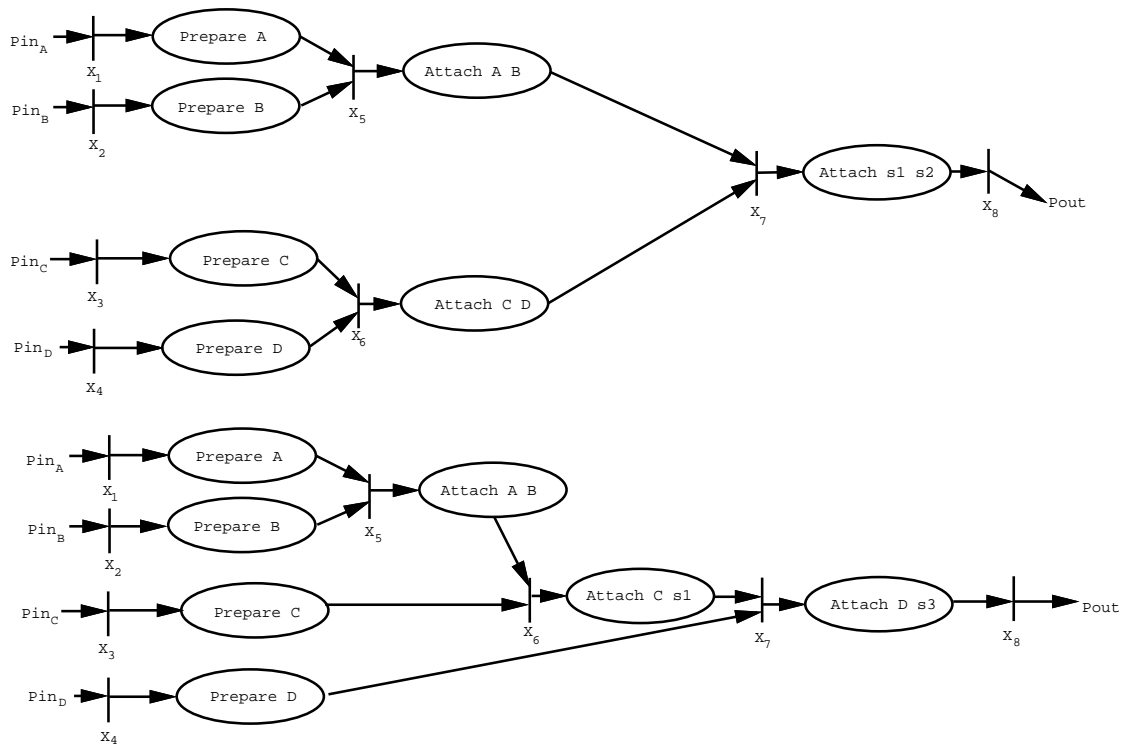 Pin_A
Prepare A
X_1
Attach A B
Pin_B
Prepare B
X_5
X_2
Attach s1 s2
X_7
X_8
Pout
Pin_C
Prepare C
X_3
Attach C D
X_6
Pin_D
Prepare D
X_4
Pin_A
Prepare A
X_1
Attach A B
Pin_B
Prepare B
X_5
X_2
Pin_C
Prepare C
Attach C s1
Attach D s3
Pout
X_6
X_7
X_8
X_3
Pin_D
Prepare D
X_4